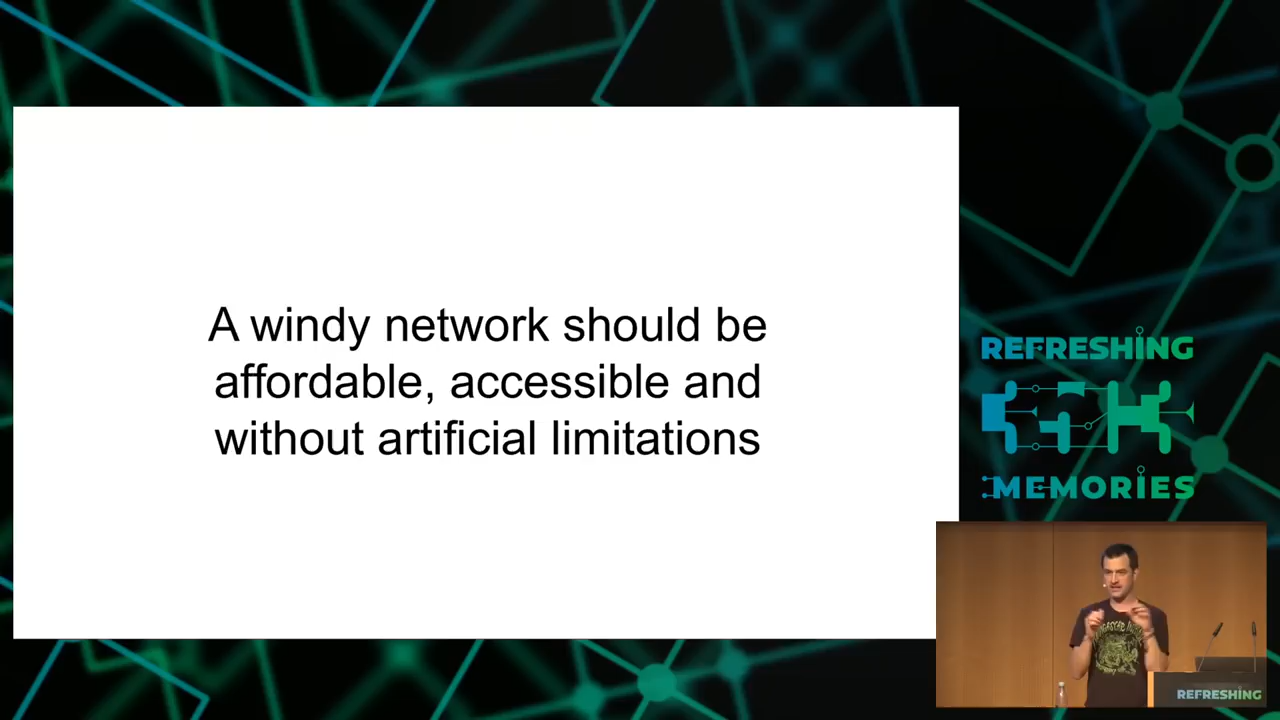 A windy network should be
affordable, accessible and
without artificial limitations
REFRESHING
MEMORIES
REFRESHING